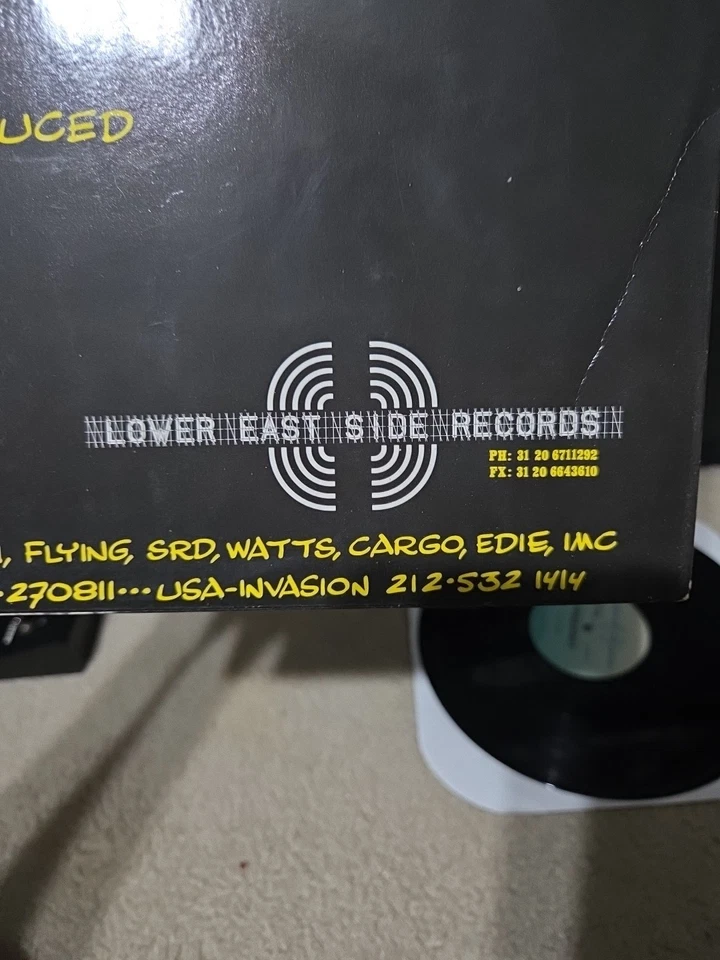 UCED
LOWER EAST SIDE RECORDS
PH: 31 20 6711292
FX: 31 20 6643610
, FLYING, SRD, WATTS, CARGO, EDIE, IMC
·270811··· USA-INVASION 212·532 1414